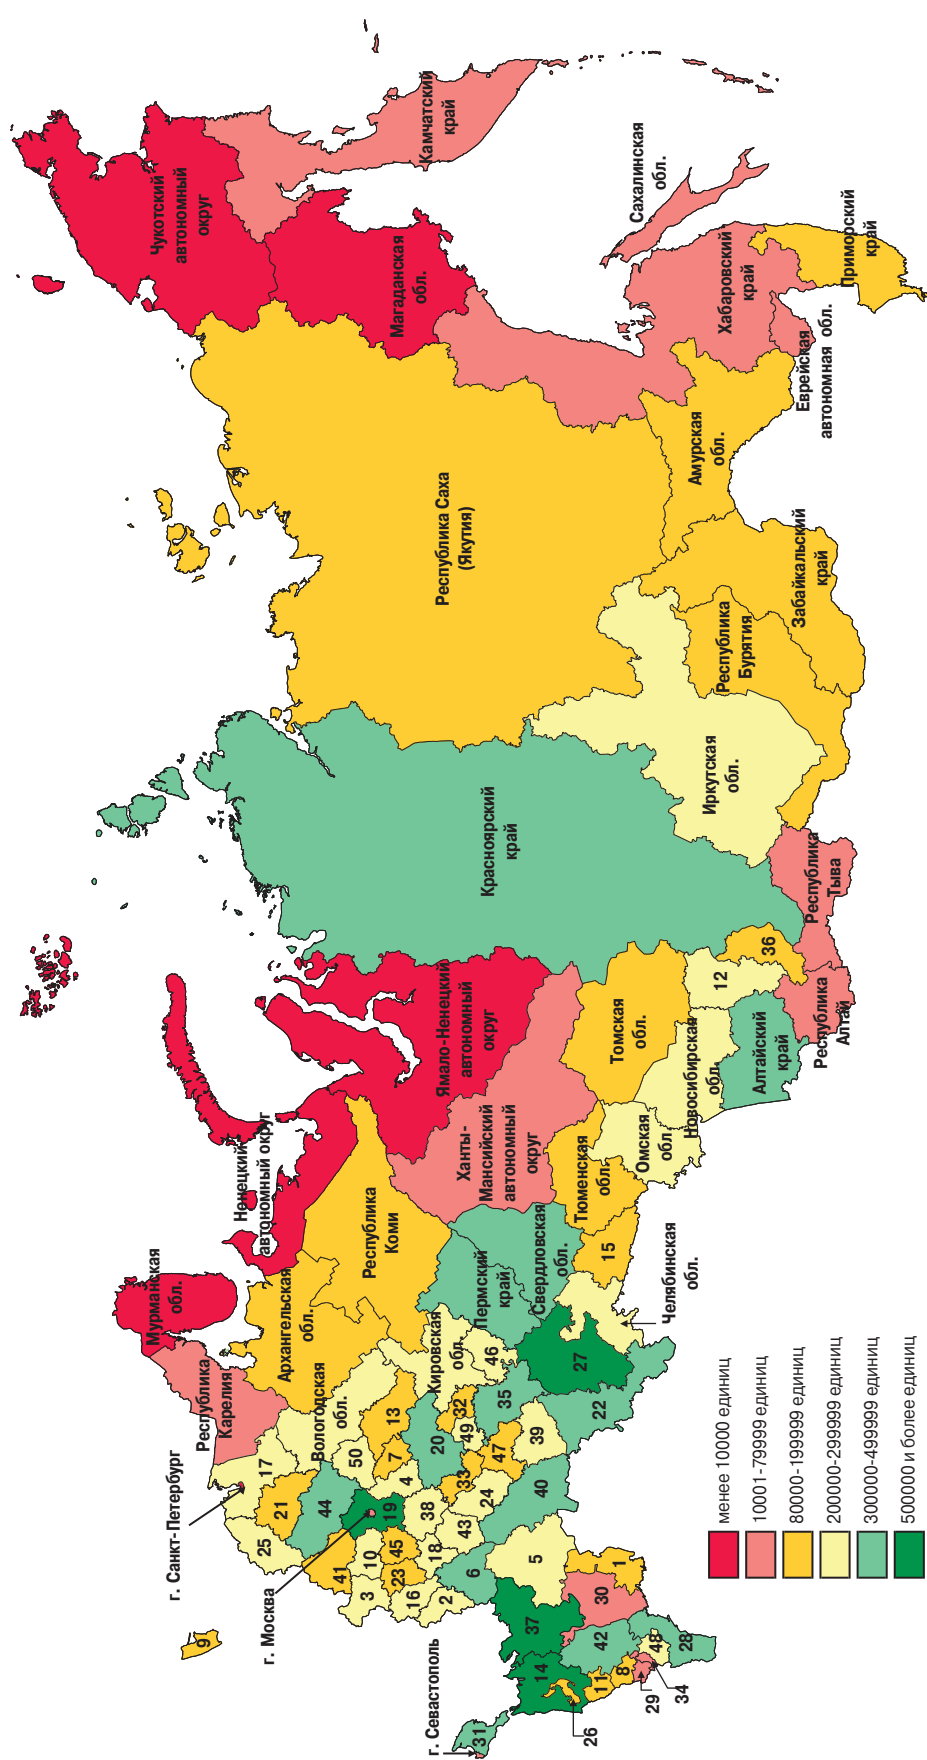 Чукотский
автономный
округ
Камчатский
край
Магаданская
обл.
Сахалинская
обл.
Хабаровский
край
Приморский
край
Еврейская
автономная обл.
Амурская
обл.
Республика Саха
(Якутия)
Забайкальский
край
Республика
Бурятия
Иркутская
обл.
Красноярский
край
Республика
Тыва
36
12
Республика
Алтай
Алтайский
край
Томская
обл.
Новосибирская
обл.
Омская
обл.
Ямало-Ненецкий
автономный
округ
Ханты-
Мансийский
автономный
округ
Тюменская
обл.
15
Ненецкий
автономный округ
Республика
Коми
Свердловская
обл.
Пермский
край
Челябинская
обл.
Мурманская
обл.
Архангельская
обл.
Республика
Карелия
Вологодская
обл.
Кировская
обл.
46
27
22
35
32
49
20
13
7
50
47
39
33
4
24
40
17
21
44
25
г. Санкт-Петербург
19
38
43
18
45
10
41
3
23
16
2
6
5
г. Москва
9
1
30
37
42
48
28
14
8
11
29
34
26
г. Севастополь
31
менее 10000 единиц
10001-799999 единиц
800000-199999 единиц
200000-299999 единиц
300000-499999 единиц
500000 и более единиц